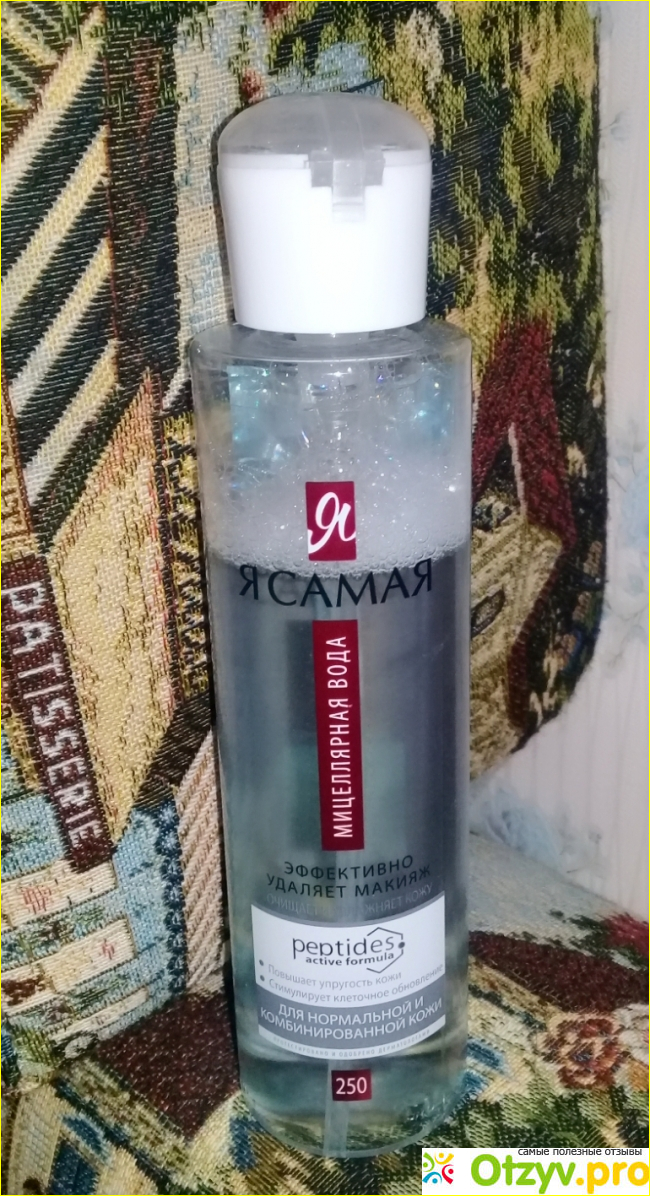 Я
Я САМАЯ
МИЦЕЛЛЯРНАЯ ВОДА
ЭФФЕКТИВНО
УДАЛЯЕТ МАКИЯЖ
peptides
active formula
• Повышает упругость кожи
• Стимулирует клеточное обновление
ДЛЯ НОРМАЛЬНОЙ И
КОМБИНИРОВАННОЙ КОЖИ
250
PATISSERIE
самые полезные отзывы
Otzyv.pro